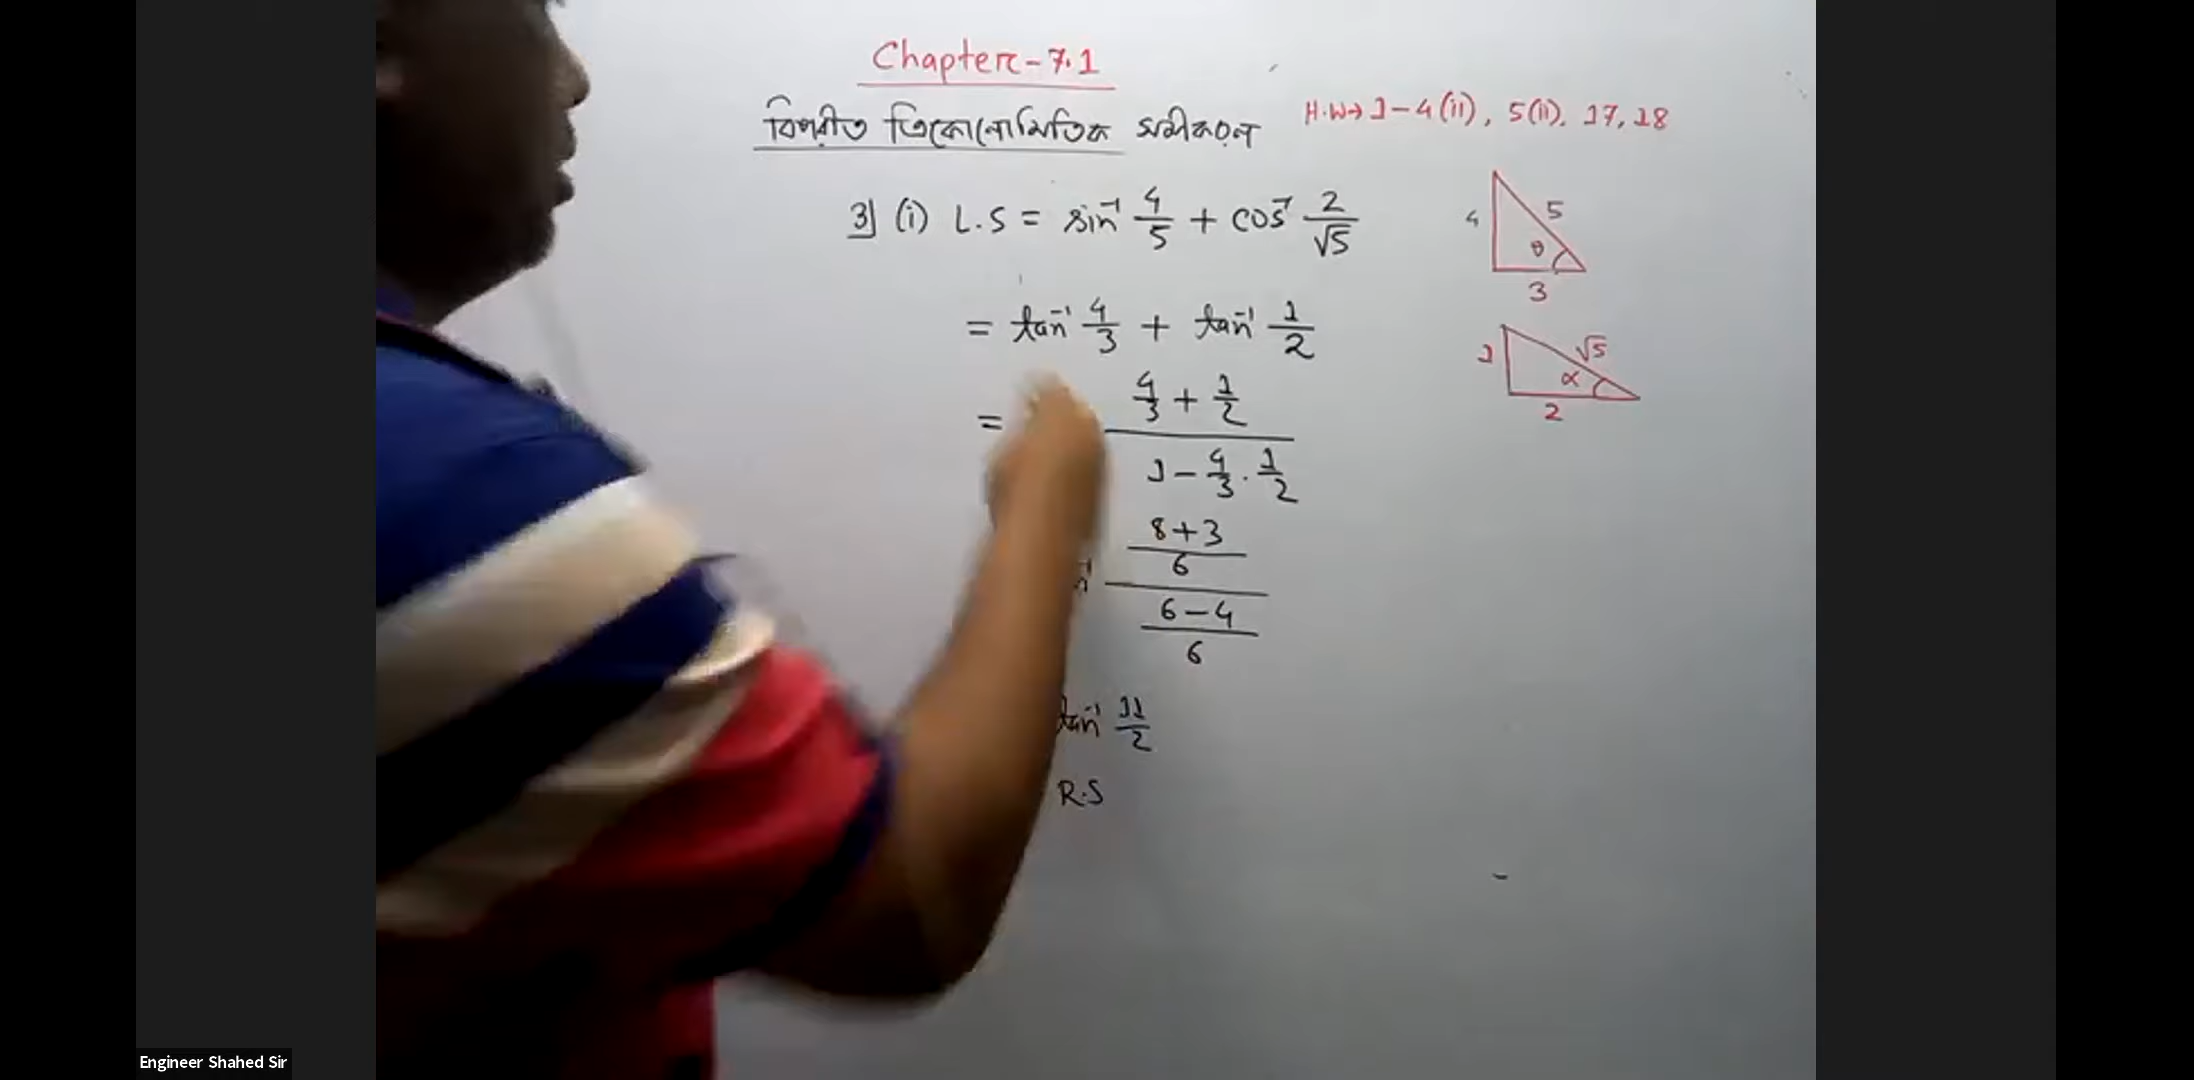 Chapter-7.1
বিপরীত ত্রিকোনোমিতিক সমীকরণ
H.W→ 1-4(ii), 5(ii), 17, 18
3] (i) L.S = sin⁻¹ 4/5 + cos⁻¹ 2/√5
= tan⁻¹ 4/3 + tan⁻¹ 1/2
= 4/3 + 1/2
1 - 4/3 · 1/2
8+3
6
6-4
6
tan⁻¹ 11/2
R.S
4
5
θ
3
1
√5
α
2
Engineer Shahed Sir